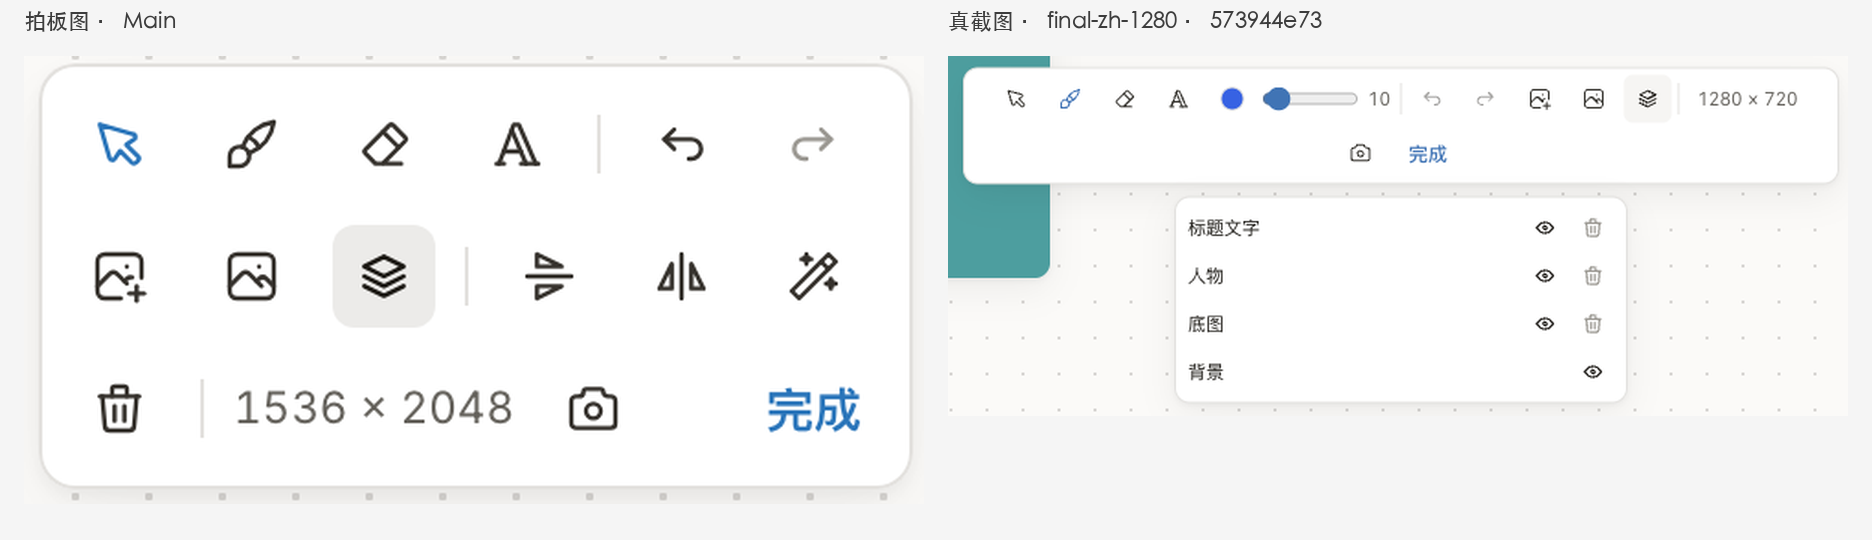 拍板图 · Main
1536 × 2048
完成
真截图 · final-zh-1280 · 573944e73
10
1280 × 720
完成
标题文字
人物
底图
背景